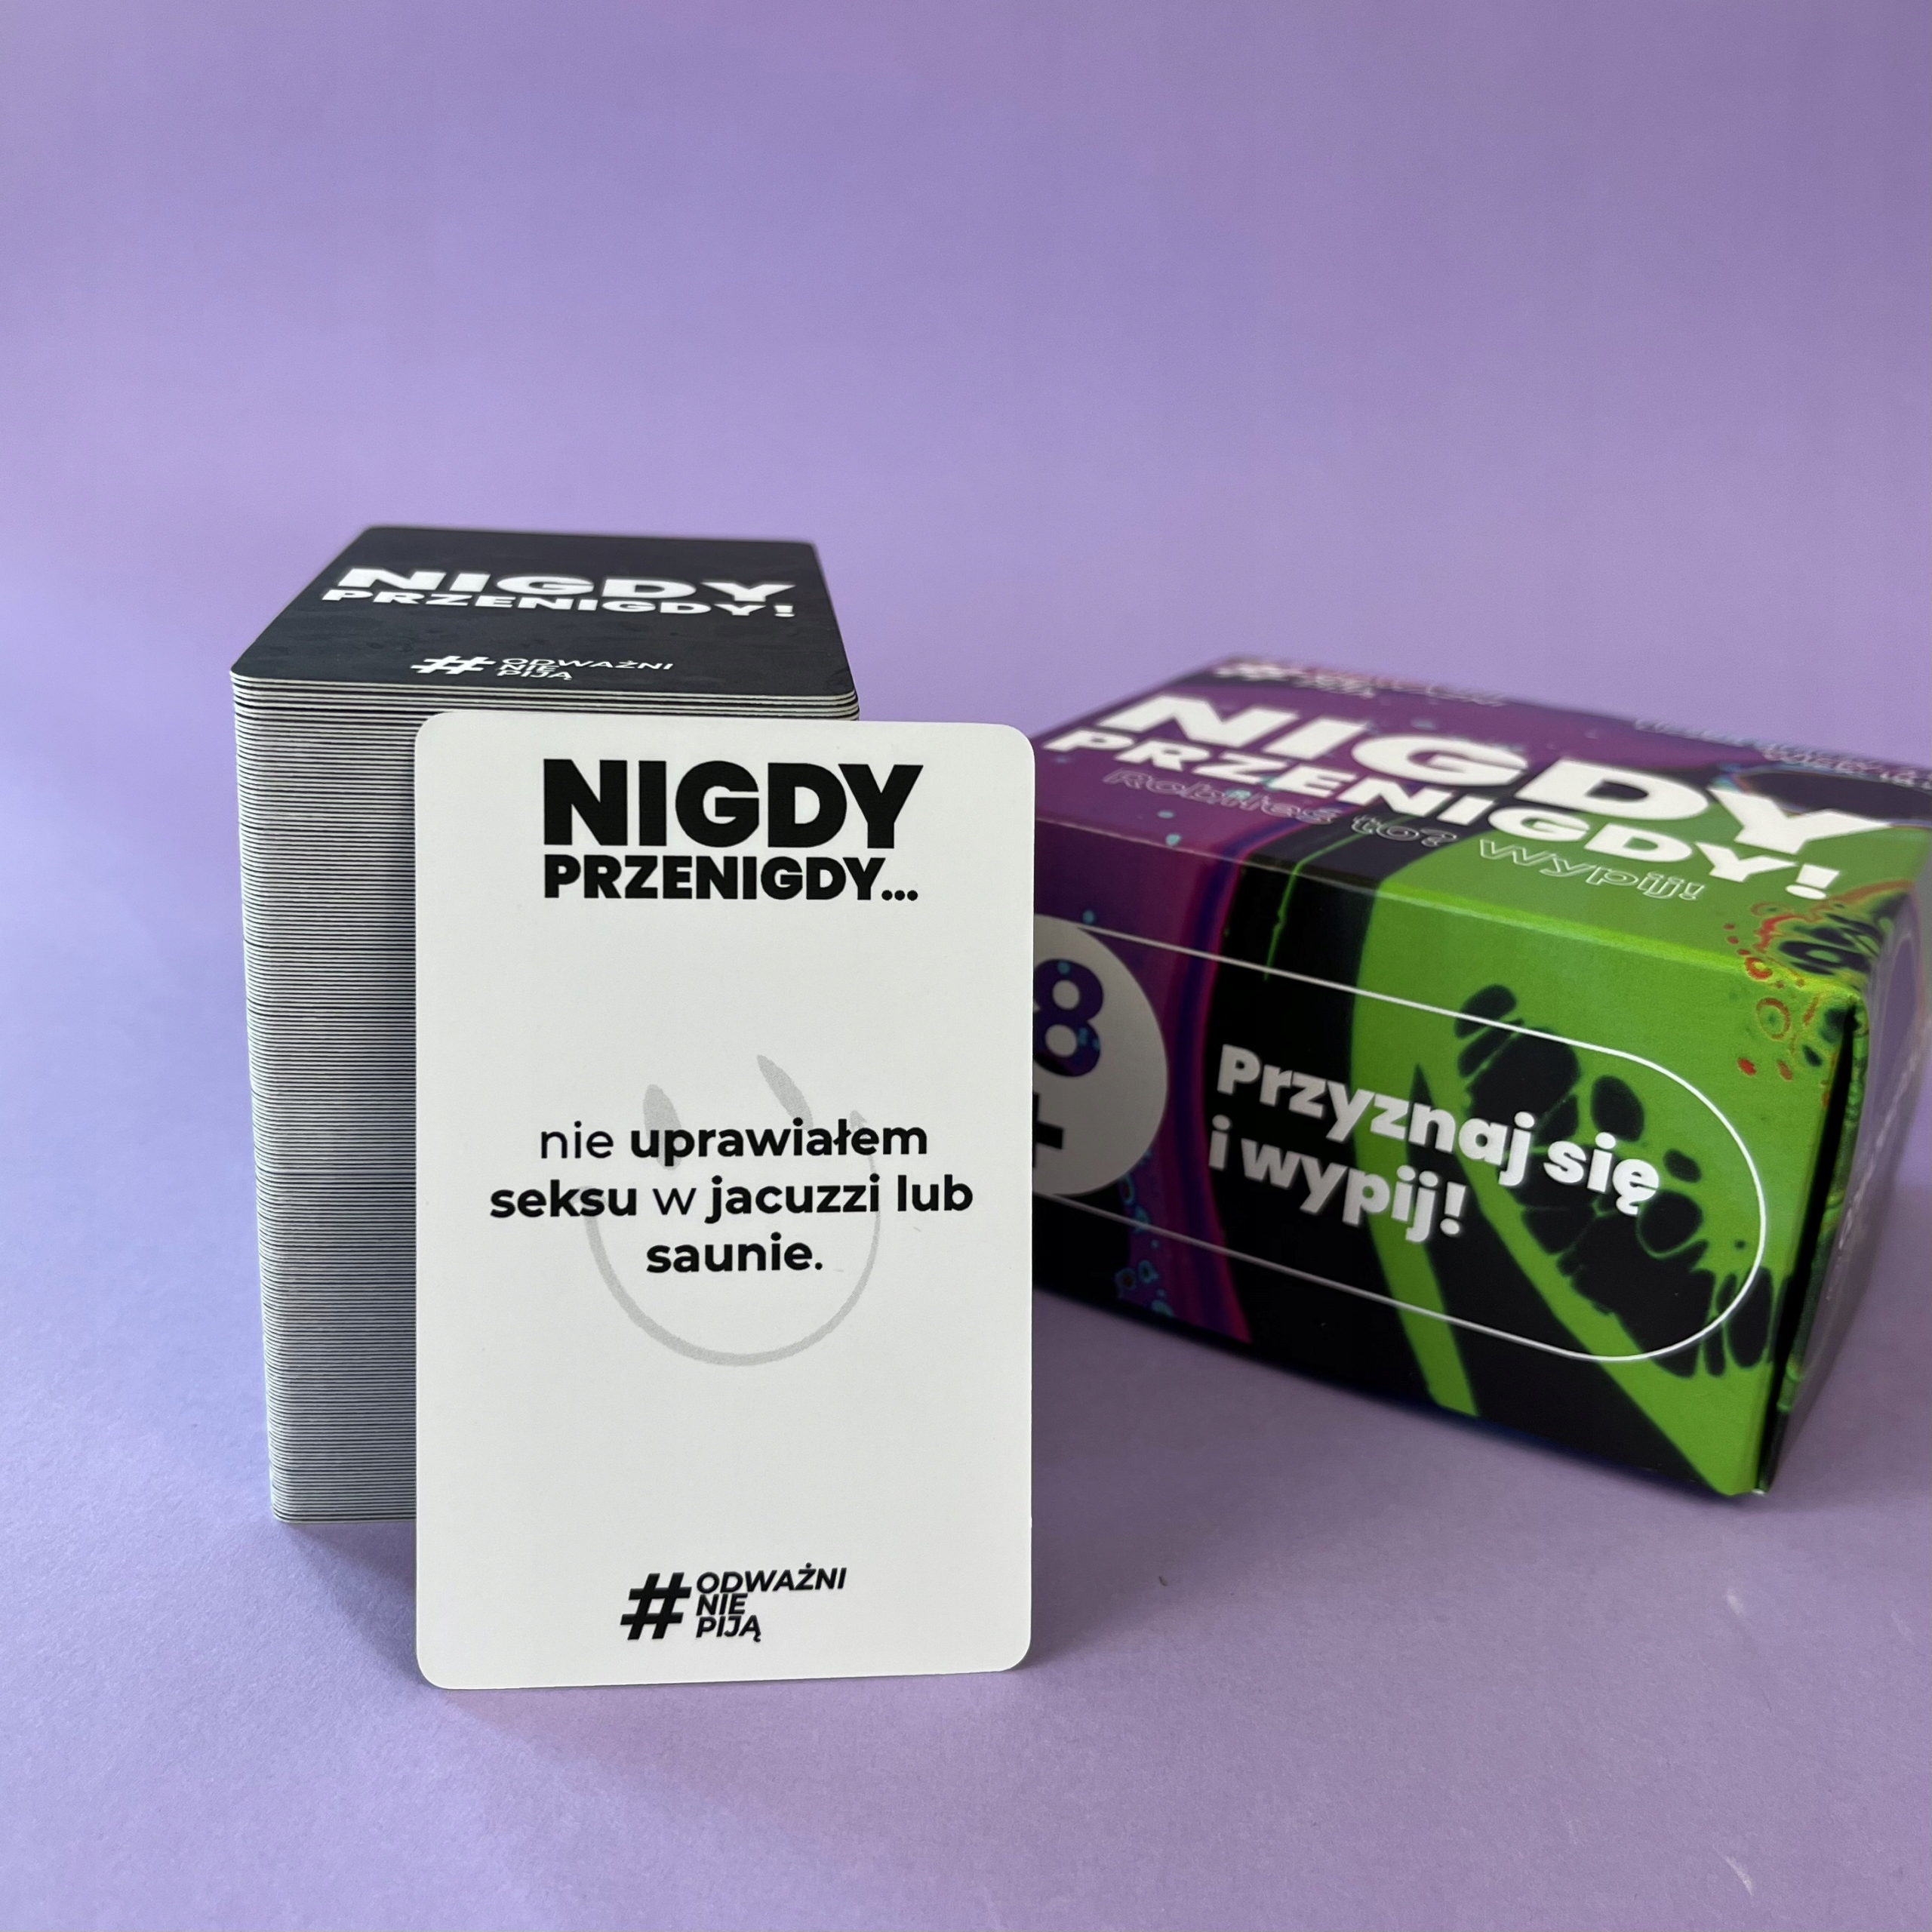 NIGDY
PRZENIGDY!
# ODWAŻNI
NIE
PIJĄ
NIGDY
PRZENIGDY...
nie uprawiałem
seksu w jacuzzi lub
saunie.
# ODWAŻNI
NIE
PIJĄ
NIGDY
PRZENIGDY!
Robiłeś to? Wypij!
8
+
Przyznaj się
i wypij!